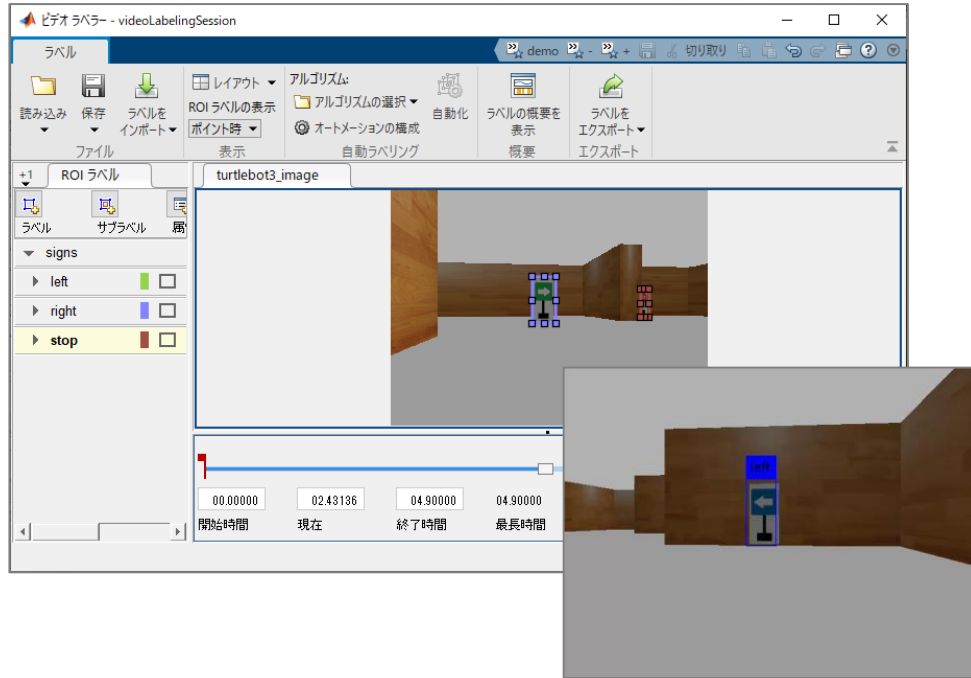 ビデオ ラベラー - videoLabelingSession
ラベル
demo - + 切り取り
読み込み
保存
ラベルを
インポート
ファイル
レイアウト
ROI ラベルの表示
ポイント時
表示
アルゴリズム:
アルゴリズムの選択
オートメーションの構成
自動化
自動ラベリング
ラベルの概要を
表示
概要
ラベルを
エクスポート
エクスポート
+1 ROI ラベル
turtlebot3_image
ラベル サブラベル 属
signs
left
right
stop
00.00000 02.43136 04.90000 04.90000
開始時間 現在 終了時間 最長時間
left